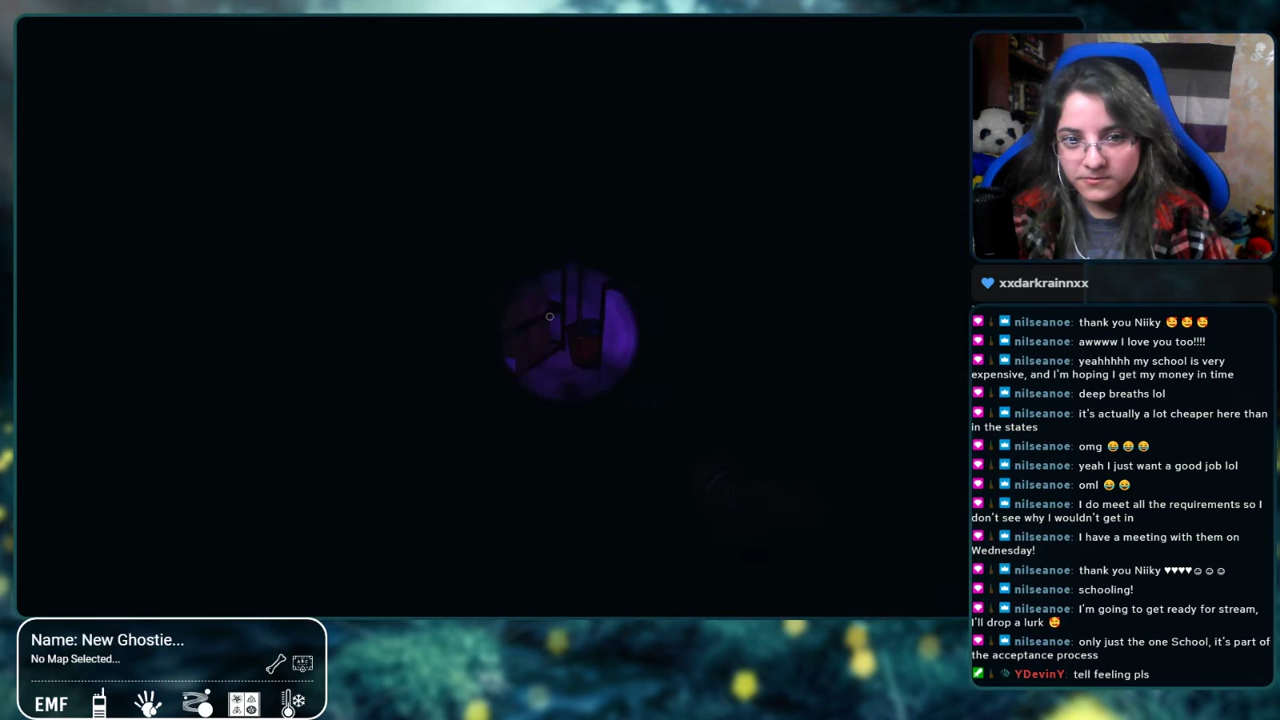 xxdarkrainnxx
nilseanoe: thank you Niiky 🥰 🥰 🥰
nilseanoe: awwww I love you too!!!!
nilseanoe: yeahhhhh my school is very
expensive, and I'm hoping I get my money in time
nilseanoe: deep breaths lol
nilseanoe: it's actually a lot cheaper here than
in the states
nilseanoe: omg 😂 😂 😂
nilseanoe: yeah I just want a good job lol
nilseanoe: oml 😂 😂
nilseanoe: I do meet all the requirements so I
don't see why I wouldn't get in
nilseanoe: I have a meeting with them on
Wednesday!
nilseanoe: thank you Niiky ♥♥♥♥☺☺☺
nilseanoe: schooling!
nilseanoe: I'm going to get ready for stream,
I'll drop a lurk 🥰
nilseanoe: only just the one School, it's part of
the acceptance process
YDevinY: tell feeling pls
Name: New Ghostie...
No Map Selected...
EMF